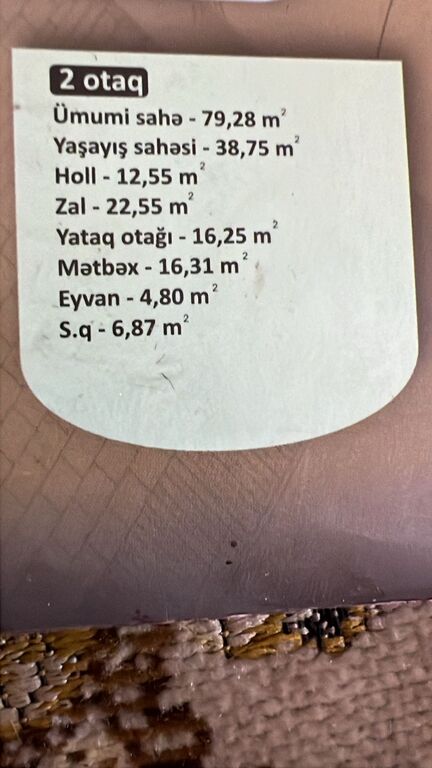 2 otaq
Ümumi sahə - 79,28 m²
Yaşayış sahəsi - 38,75 m²
Holl - 12,55 m²
Zal - 22,55 m²
Yataq otağı - 16,25 m²
Mətbəx - 16,31 m²
Eyvan - 4,80 m²
S.q - 6,87 m²